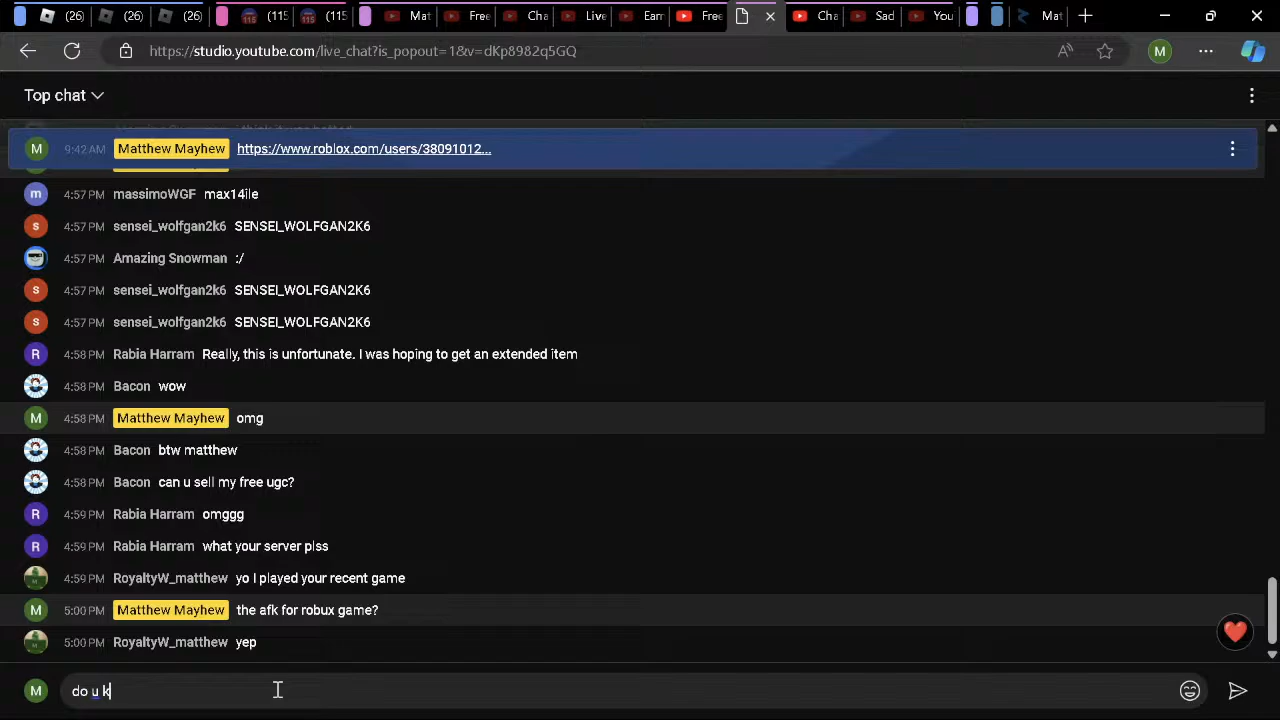 (26) (26) (26) (115 (115 Mat Free Cha Live Earr Free Cha Sad You Mat
https://studio.youtube.com/live_chat?is_popout=1&v=dKp8982q5GQ M
Top chat
M 9:42 AM Matthew Mayhew https://www.roblox.com/users/38091012...
m 4:57 PM massimoWGF max14ile
s 4:57 PM sensei_wolfgan2k6 SENSEI_WOLFGAN2K6
4:57 PM Amazing Snowman :/
s 4:57 PM sensei_wolfgan2k6 SENSEI_WOLFGAN2K6
s 4:57 PM sensei_wolfgan2k6 SENSEI_WOLFGAN2K6
R 4:58 PM Rabia Harram Really, this is unfortunate. I was hoping to get an extended item
4:58 PM Bacon wow
M 4:58 PM Matthew Mayhew omg
4:58 PM Bacon btw matthew
4:58 PM Bacon can u sell my free ugc?
R 4:59 PM Rabia Harram omggg
R 4:59 PM Rabia Harram what your server plss
4:59 PM RoyaltyW_matthew yo I played your recent game
M 5:00 PM Matthew Mayhew the afk for robux game?
5:00 PM RoyaltyW_matthew yep
M do u k